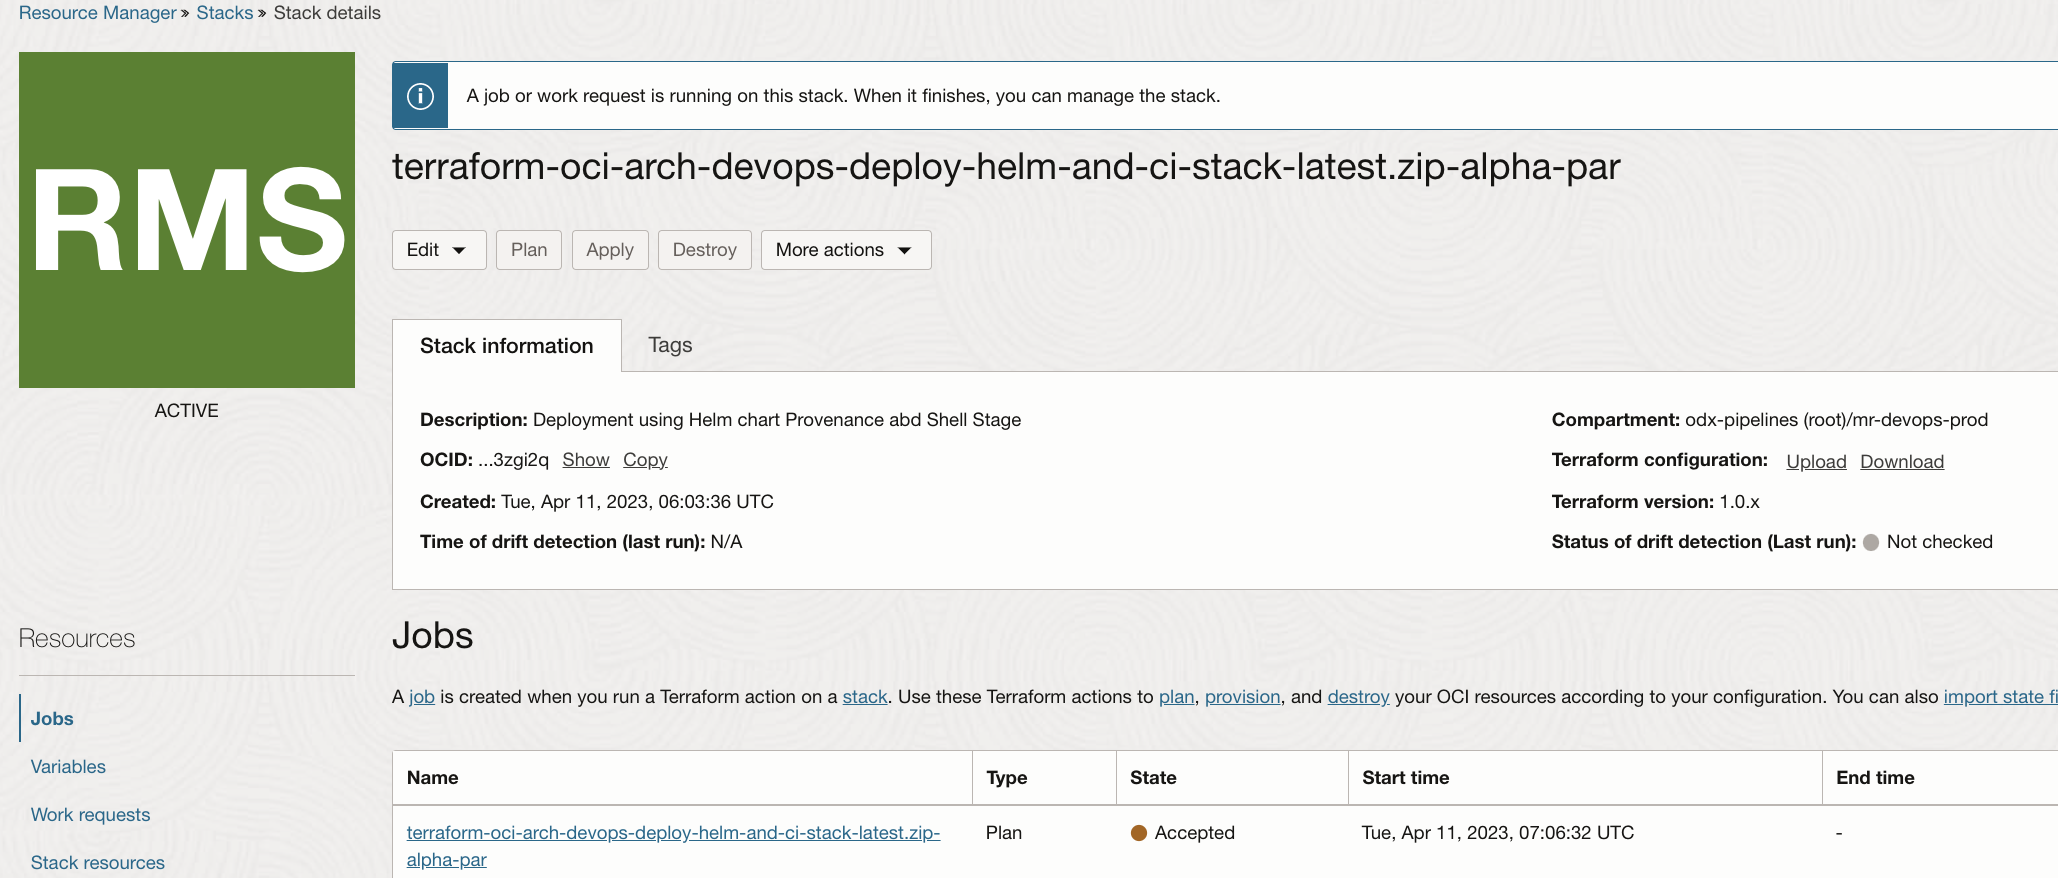 Resource Manager » Stacks » Stack details
RMS
ACTIVE
A job or work request is running on this stack. When it finishes, you can manage the stack.
terraform-oci-arch-devops-deploy-helm-and-ci-stack-latest.zip-alpha-par
Edit Plan Apply Destroy More actions
Stack information Tags
Description: Deployment using Helm chart Provenance abd Shell Stage
OCID: ...3zgi2q Show Copy
Created: Tue, Apr 11, 2023, 06:03:36 UTC
Time of drift detection (last run): N/A
Compartment: odx-pipelines (root)/mr-devops-prod
Terraform configuration: Upload Download
Terraform version: 1.0.x
Status of drift detection (Last run): Not checked
Resources
Jobs
Variables
Work requests
Stack resources
Jobs
A job is created when you run a Terraform action on a stack. Use these Terraform actions to plan, provision, and destroy your OCI resources according to your configuration. You can also import state fi
Name Type State Start time End time
terraform-oci-arch-devops-deploy-helm-and-ci-stack-latest.zip- Plan Accepted Tue, Apr 11, 2023, 07:06:32 UTC -
alpha-par